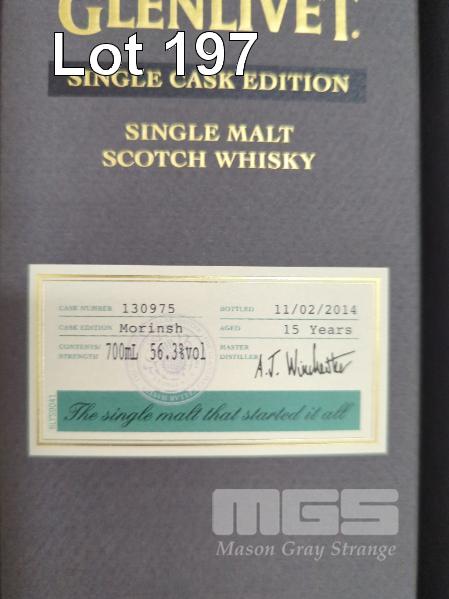 GLENLIVET.
Lot 197
SINGLE CASK EDITION
SINGLE MALT
SCOTCH WHISKY
CASK NUMBER 130975
BOTTLED 11/02/2014
CASK EDITION Morinsh
AGED 15 Years
CONTENTS/
STRENGTH 700mL 56.3%vol
MASTER
DISTILLER A.J. Winchester
The single malt that started it all
MGS
Mason Gray Strange